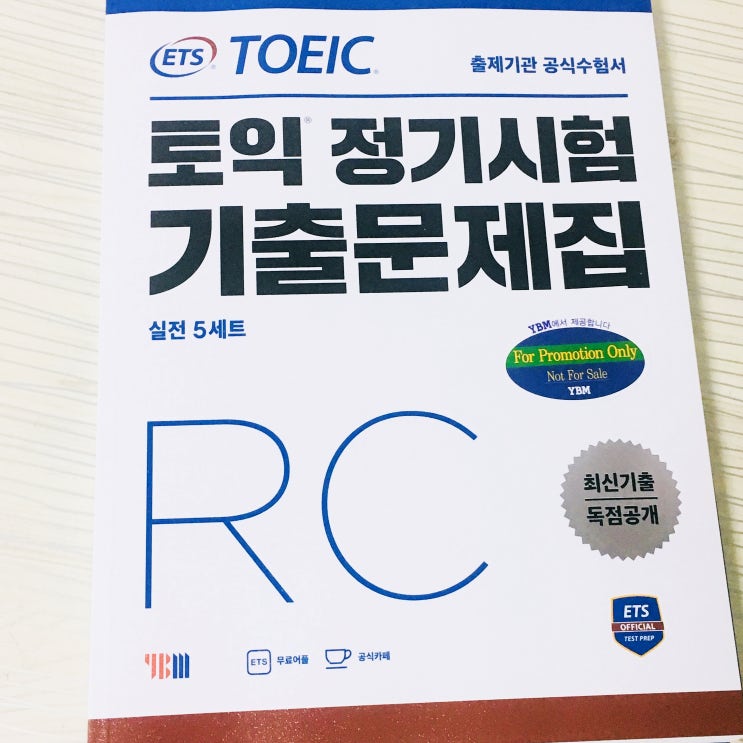 ETS® TOEIC®
출제기관 공식수험서
토익® 정기시험
기출문제집
실전 5세트
YBM에서 제공합니다
For Promotion Only
Not For Sale
YBM
RC
최신기출
독점공개
ETS
OFFICIAL
TEST PREP
YBM
ETS 무료어플
공식카페